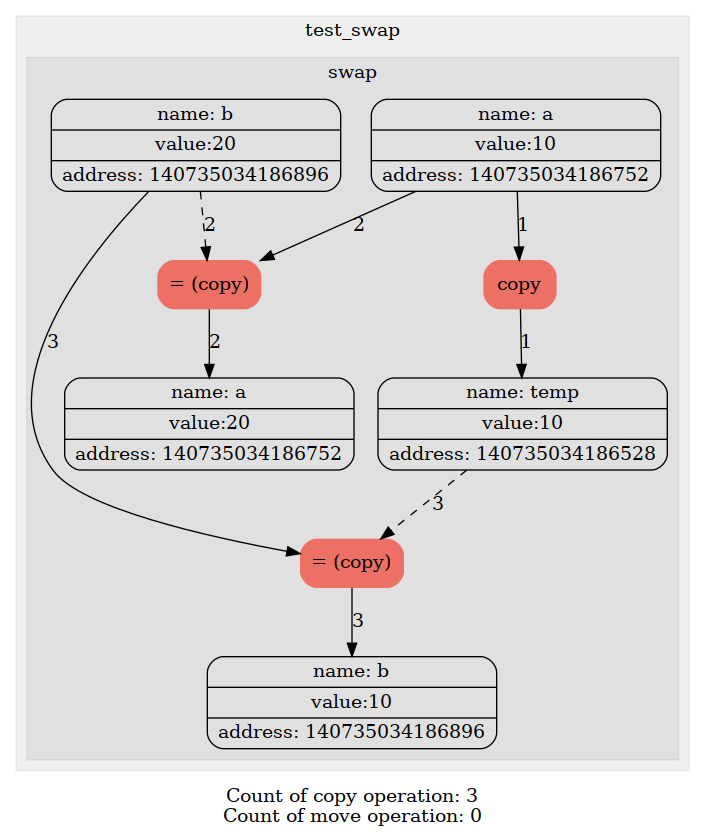 test_swap
swap
name: b
value:20
address: 140735034186896
name: a
value:10
address: 140735034186752
2
2
1
3
= (copy)
copy
2
1
name: a
value:20
address: 140735034186752
name: temp
value:10
address: 140735034186528
3
= (copy)
3
name: b
value:10
address: 140735034186896
Count of copy operation: 3
Count of move operation: 0